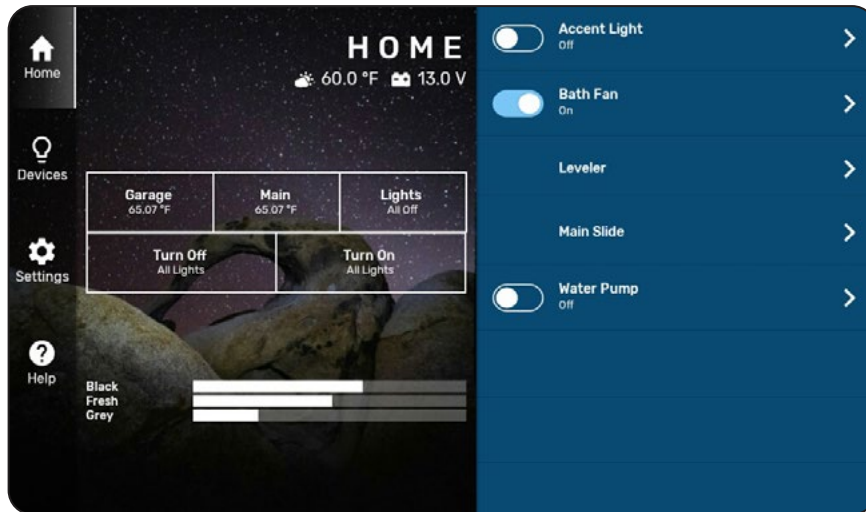 Home
Devices
Settings
Help
HOME
60.0 °F 13.0 V
Garage
65.07 °F
Main
65.07 °F
Lights
All Off
Turn Off
All Lights
Turn On
All Lights
Black
Fresh
Grey
Accent Light
Off
Bath Fan
On
Leveler
Main Slide
Water Pump
Off